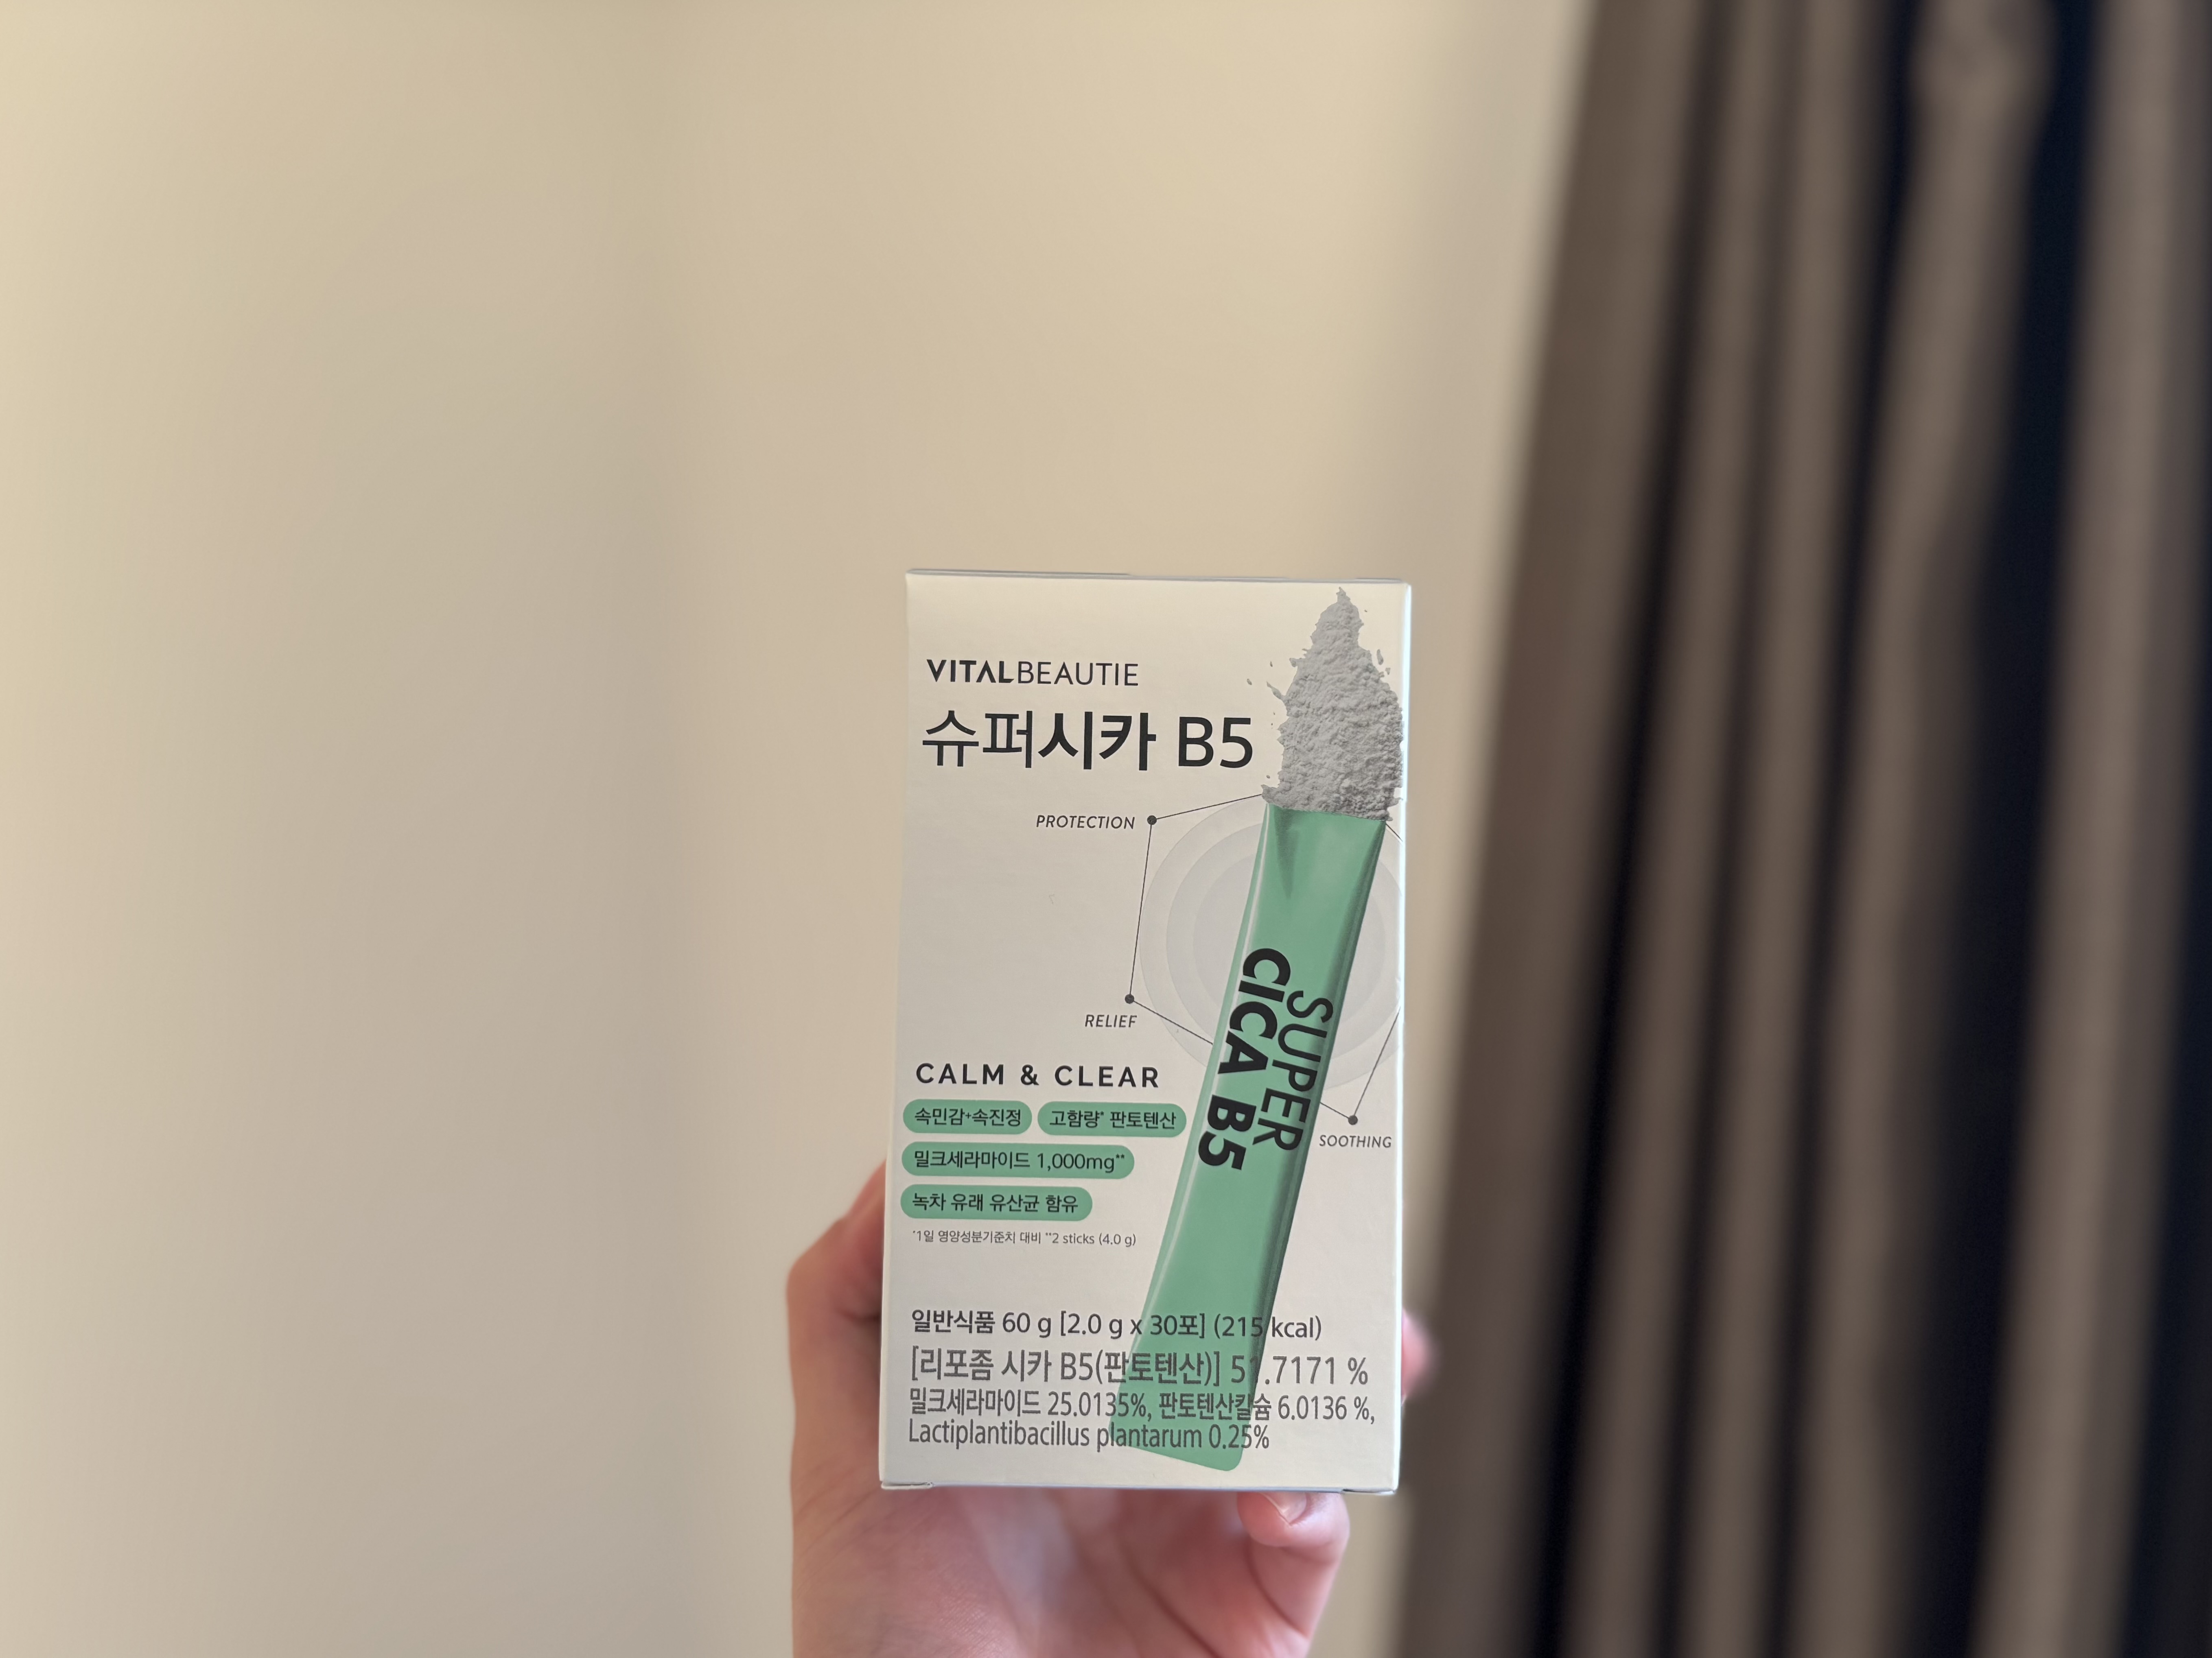 VITALBEAUTIE
슈퍼시카 B5
PROTECTION
RELIEF
SUPER
CICA B5
SOOTHING
CALM & CLEAR
속민감+속진정 고함량* 판토텐산
밀크세라마이드 1,000mg**
녹차 유래 유산균 함유
*1일 영양성분기준치 대비 **2 sticks (4.0 g)
일반식품 60 g [2.0 g x 30포] (215 kcal)
[리포좀 시카 B5(판토텐산)] 51.7171 %
밀크세라마이드 25.0135%, 판토텐산칼슘 6.0136 %,
Lactiplantibacillus plantarum 0.25%